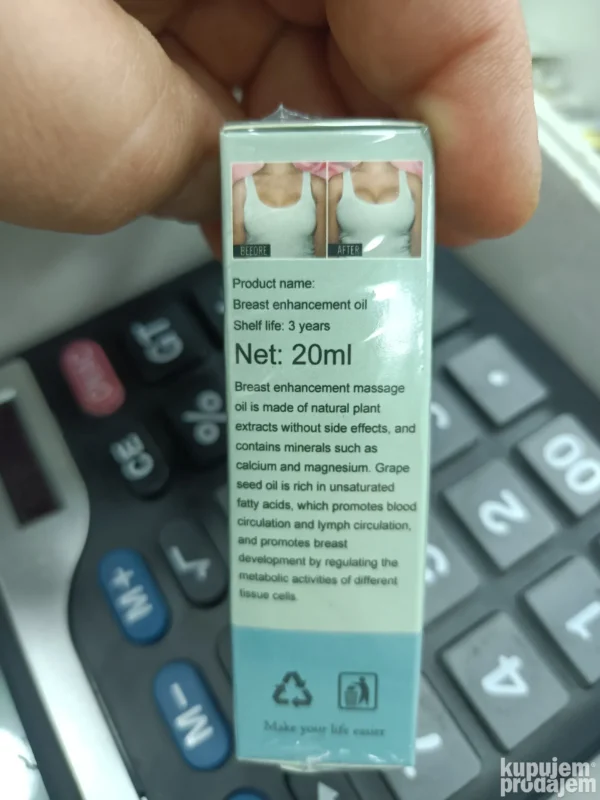 BEFORE AFTER
Product name:
Breast enhancement oil
Shelf life: 3 years
Net: 20ml
Breast enhancement massage
oil is made of natural plant
extracts without side effects, and
contains minerals such as
calcium and magnesium. Grape
seed oil is rich in unsaturated
fatty acids, which promotes blood
circulation and lymph circulation,
and promotes breast
development by regulating the
metabolic activities of different
tissue cells.
Make your life easier
GT
CE %
M+ √
M−
00
2
1
4
kupujem
prodajem